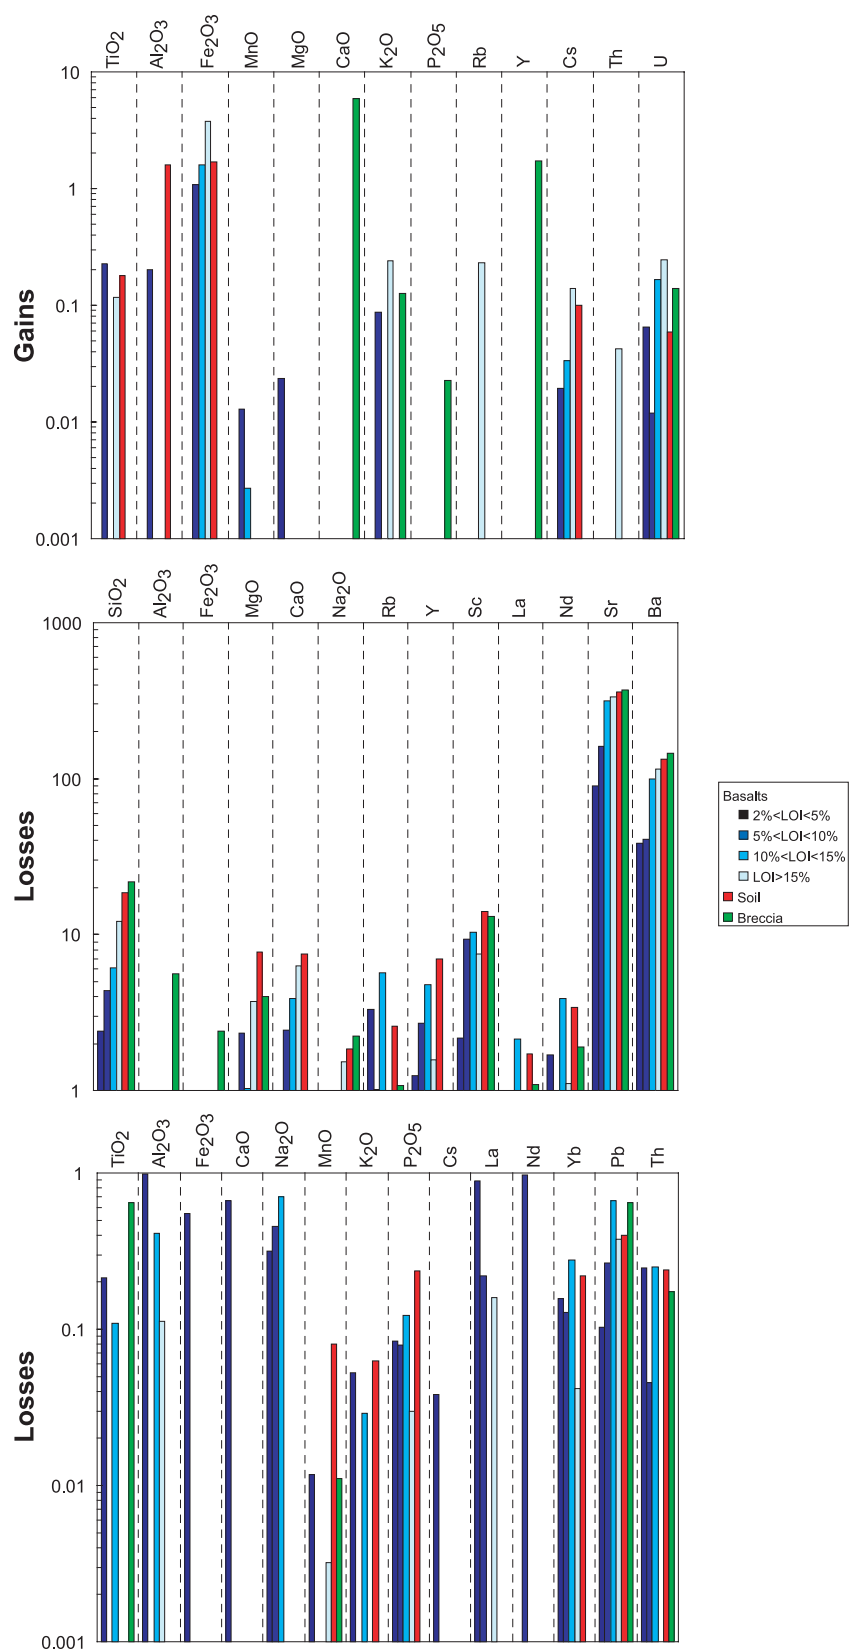 TiO2 Al2O3 Fe2O3 MnO MgO CaO K2O P2O5 Rb Y Cs Th U
10
1
0.1
0.01
0.001
Gains
SiO2 Al2O3 Fe2O3 MgO CaO Na2O Rb Y Sc La Nd Sr Ba
1000
100
10
1
Losses
Basalts
2%<LOI<5%
5%<LOI<10%
10%<LOI<15%
LOI>15%
Soil
Breccia
TiO2 Al2O3 Fe2O3 CaO Na2O MnO K2O P2O5 Cs La Nd Yb Pb Th
1
0.1
0.01
0.001
Losses